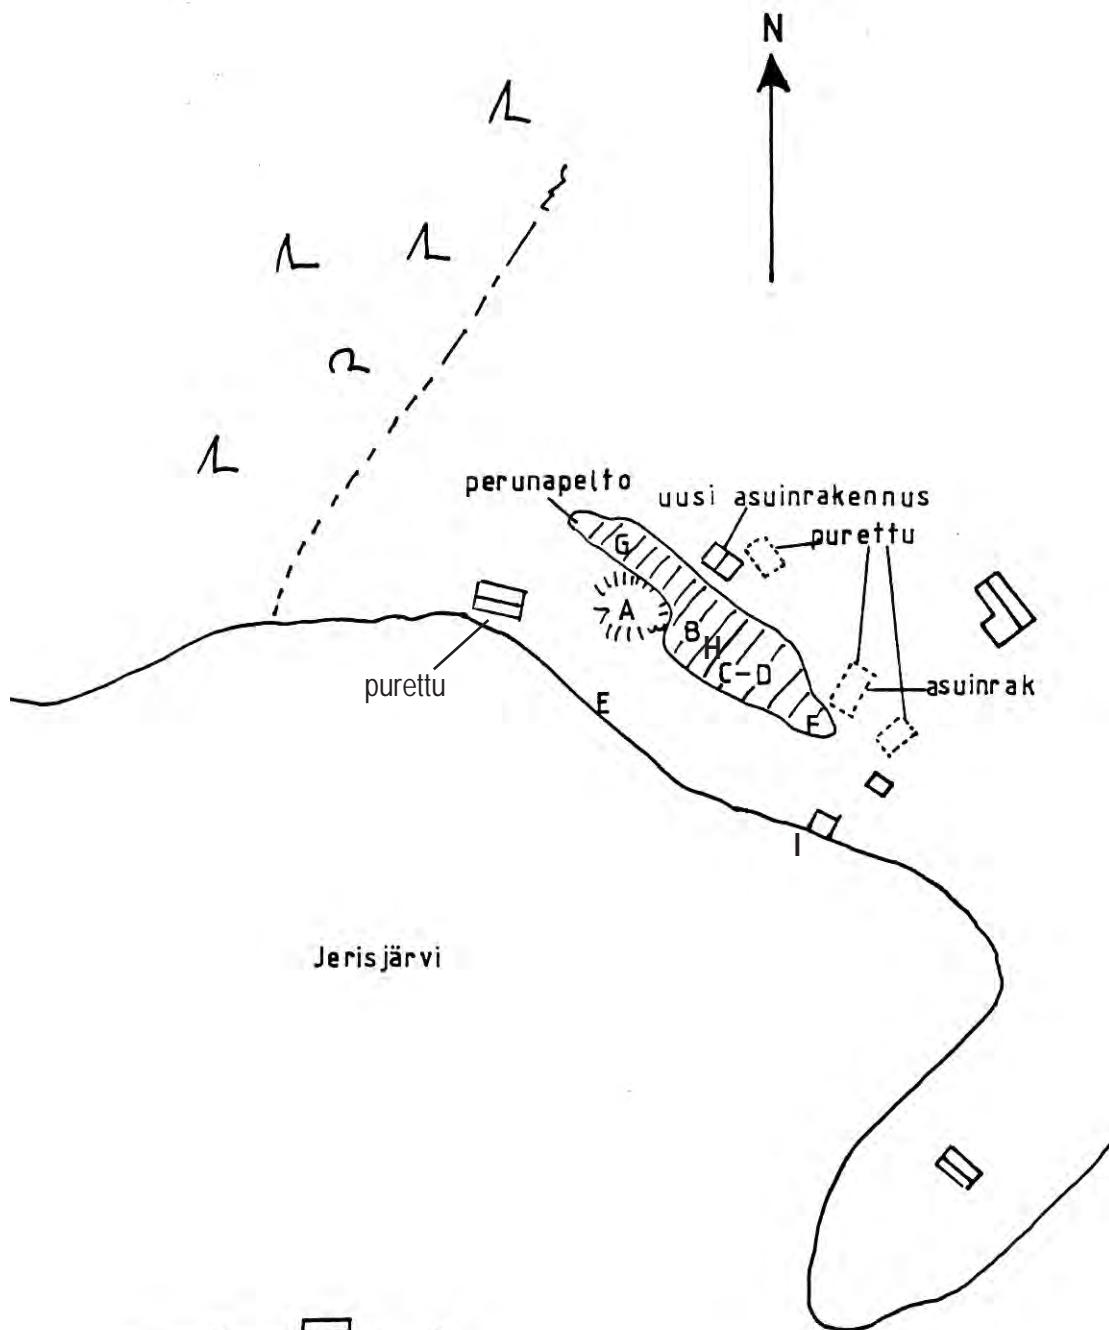 N
perunapelto
uusi asuinrakennus
purettu
G
A
B
H
C-D
purettu
asuinrak
E
F
I
Jerisjärvi